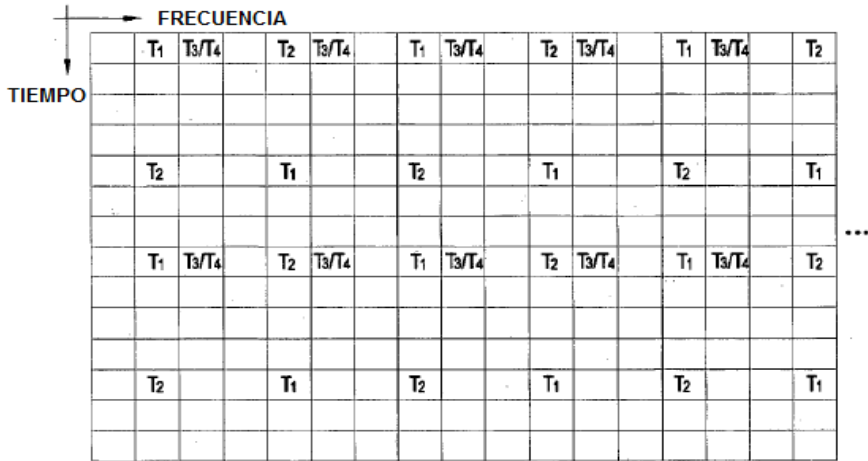 FRECUENCIA
T1 T3/T4 T2 T3/T4 T1 T3/T4 T2 T3/T4 T1 T3/T4 T2
TIEMPO
T2 T1 T2 T1 T2 T1
...
T1 T3/T4 T2 T3/T4 T1 T3/T4 T2 T3/T4 T1 T3/T4 T2
T2 T1 T2 T1 T2 T1